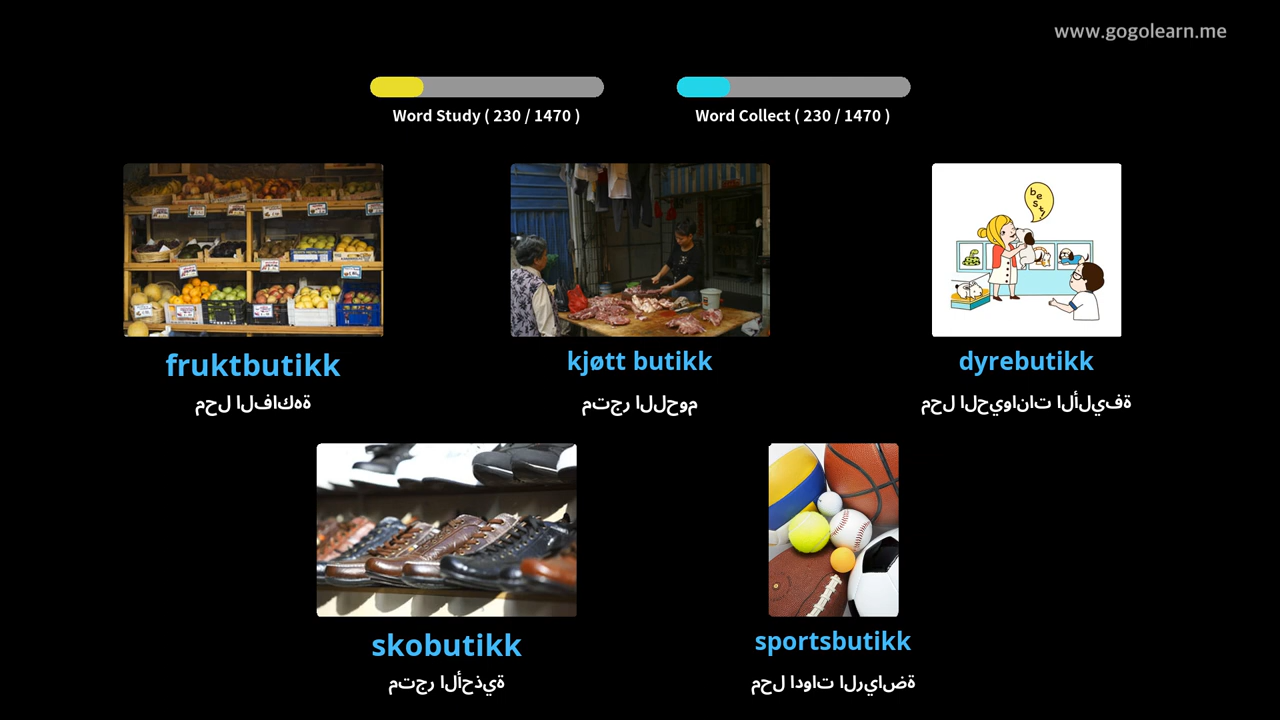 www.gogolearn.me
Word Study ( 230 / 1470 )
Word Collect ( 230 / 1470 )
best
fruktbutikk
محل الفاكهة
kjøtt butikk
متجر اللحوم
dyrebutikk
محل الحيوانات الأليفة
skobutikk
متجر الأحذية
sportsbutikk
محل ادوات الرياضة